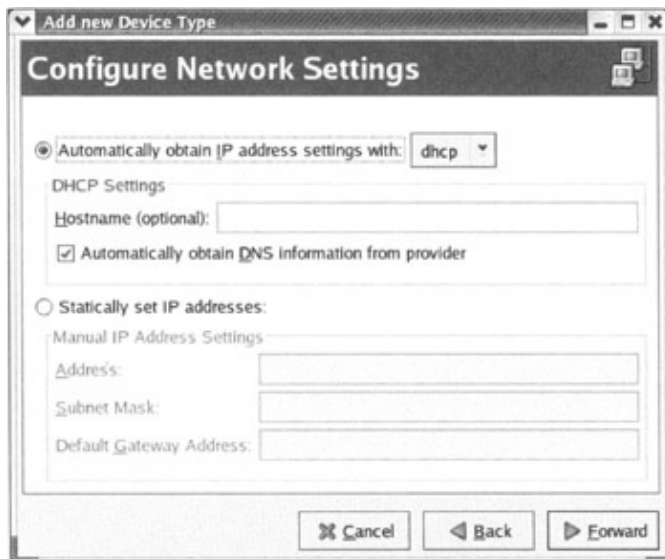 Add new Device Type
Configure Network Settings
Automatically obtain IP address settings with: dhcp
DHCP Settings
Hostname (optional):
Automatically obtain DNS information from provider
Statically set IP addresses:
Manual IP Address Settings
Address:
Subnet Mask:
Default Gateway Address:
Cancel Back Forward